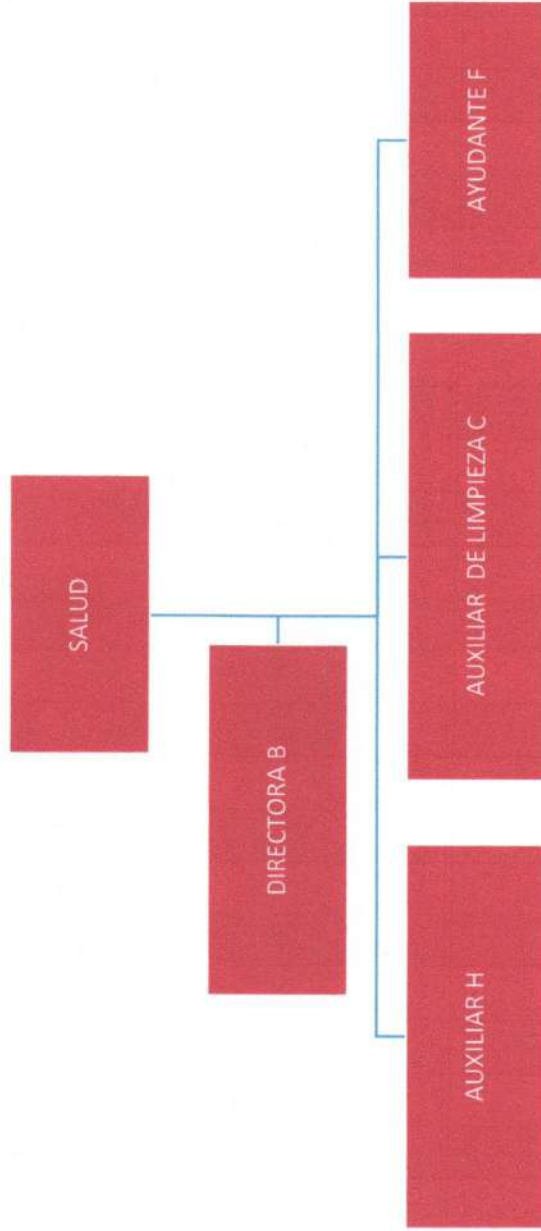 SALUD
DIRECTORA B
AUXILIAR H
AUXILIAR DE LIMPIEZA C
AYUDANTE F